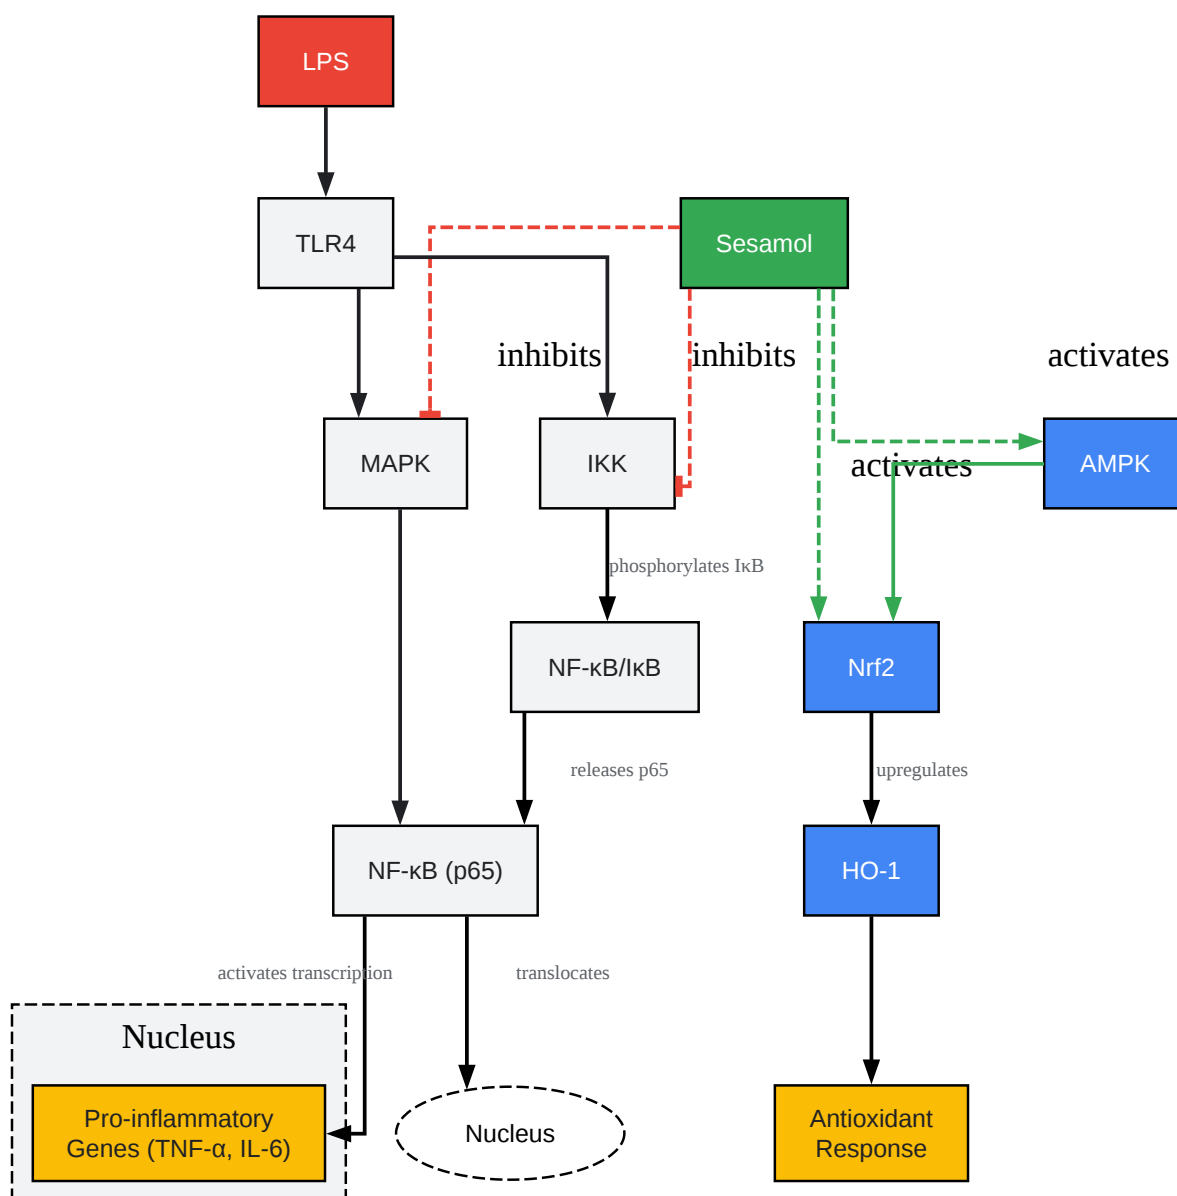 LPS
TLR4
Sesamol
inhibits
inhibits
activates
MAPK
IKK
activates
AMPK
phosphorylates IκB
NF-κB/IκB
Nrf2
releases p65
upregulates
NF-κB (p65)
HO-1
activates transcription
translocates
Nucleus
Pro-inflammatory
Genes (TNF-α, IL-6)
Nucleus
Antioxidant
Response